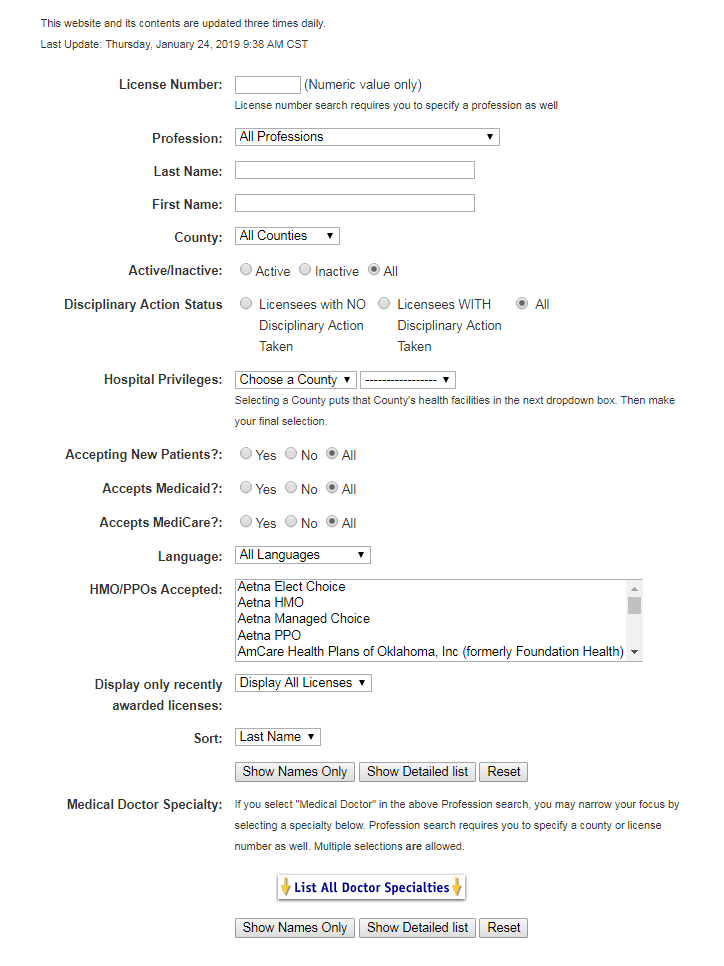 This website and its contents are updated three times daily.
Last Update: Thursday, January 24, 2019 9:38 AM CST
License Number: (Numeric value only)
License number search requires you to specify a profession as well
Profession: All Professions
Last Name:
First Name:
County: All Counties
Active/Inactive: Active Inactive All
Disciplinary Action Status Licensees with NO Licensees WITH All
Disciplinary Action Disciplinary Action
Taken Taken
Hospital Privileges: Choose a County -----------------
Selecting a County puts that County's health facilities in the next dropdown box. Then make
your final selection.
Accepting New Patients?: Yes No All
Accepts Medicaid?: Yes No All
Accepts MediCare?: Yes No All
Language: All Languages
HMO/PPOs Accepted: Aetna Elect Choice
Aetna HMO
Aetna Managed Choice
Aetna PPO
AmCare Health Plans of Oklahoma, Inc (formerly Foundation Health)
Display only recently Display All Licenses
awarded licenses:
Sort: Last Name
Show Names Only Show Detailed list Reset
Medical Doctor Specialty: If you select "Medical Doctor" in the above Profession search, you may narrow your focus by
selecting a specialty below. Profession search requires you to specify a county or license
number as well. Multiple selections are allowed.
List All Doctor Specialties
Show Names Only Show Detailed list Reset